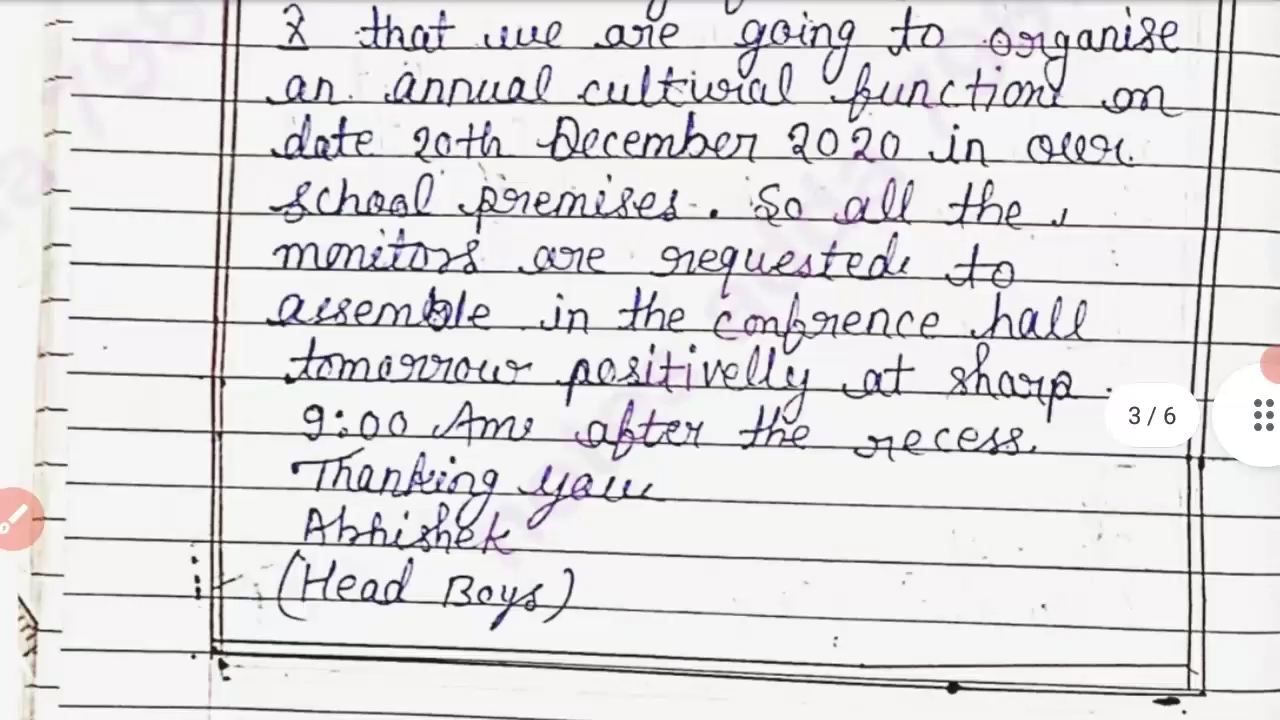 X that we are going to organise
an annual cultural function on
date 20th December 2020 in our
school premises. So all the
monitors are requested to
assemble in the confrence hall
tomorrow positivelly at sharp
9:00 Am after the recess.
Thanking you
Abhishek
(Head Boys)
3 / 6